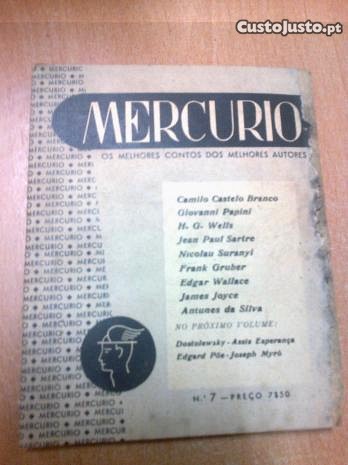 CustoJusto.pt
MERCURIO
OS MELHORES CONTOS DOS MELHORES AUTORES
Camilo Castelo Branco
Giovanni Papini
H. G. Wells
Jean Paul Sartre
Nicolau Suranyi
Frank Gruber
Edgar Wallace
James Joyce
Antunes da Silva
NO PRÓXIMO VOLUME:
Dostoiewsky - Assis Esperança
Edgard Pöe - Joseph Myró
N.º 7 - PREÇO 7$50